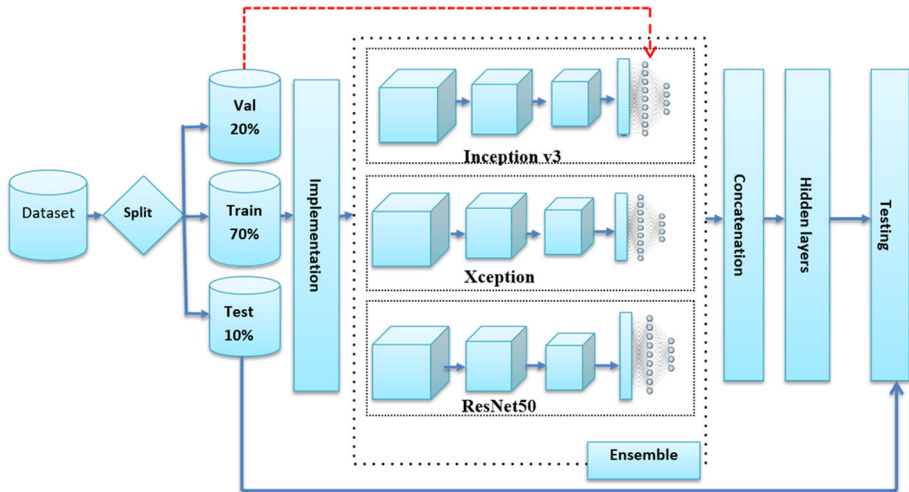 Dataset
Split
Val
20%
Train
70%
Test
10%
Implementation
Inception v3
Xception
ResNet50
Ensemble
Concatenation
Hidden layers
Testing